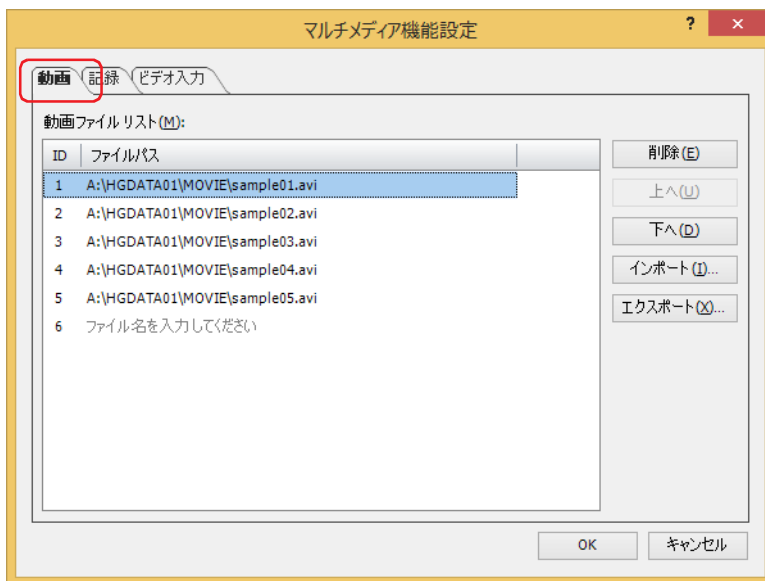 マルチメディア機能設定 ? ×
動画 記録 ビデオ入力
動画ファイル リスト(M):
ID ファイルパス
1 A:\HGDATA01\MOVIE\sample01.avi
2 A:\HGDATA01\MOVIE\sample02.avi
3 A:\HGDATA01\MOVIE\sample03.avi
4 A:\HGDATA01\MOVIE\sample04.avi
5 A:\HGDATA01\MOVIE\sample05.avi
6 ファイル名を入力してください
削除(E)
上へ(U)
下へ(D)
インポート(I)...
エクスポート(X)...
OK キャンセル